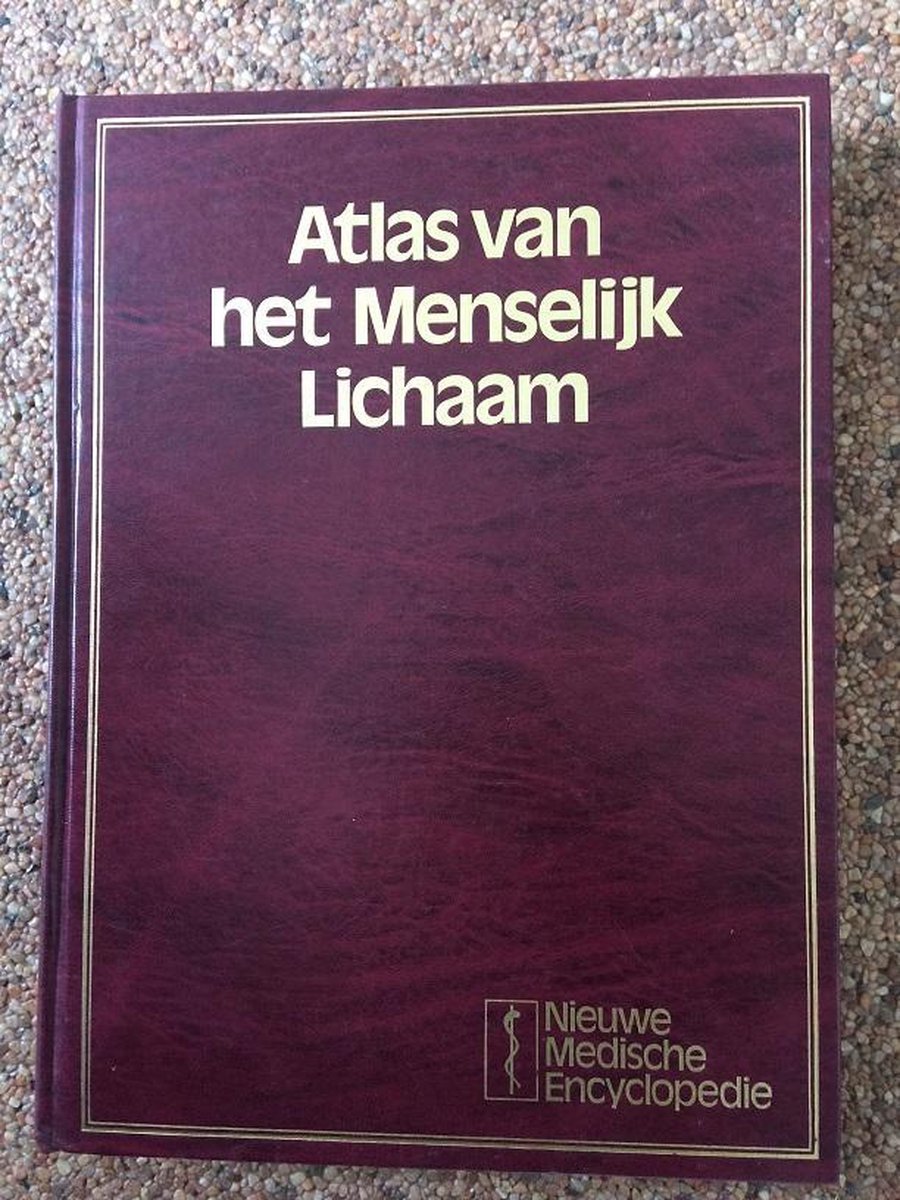 Atlas van
het Menselijk
Lichaam
Nieuwe
Medische
Encyclopedie